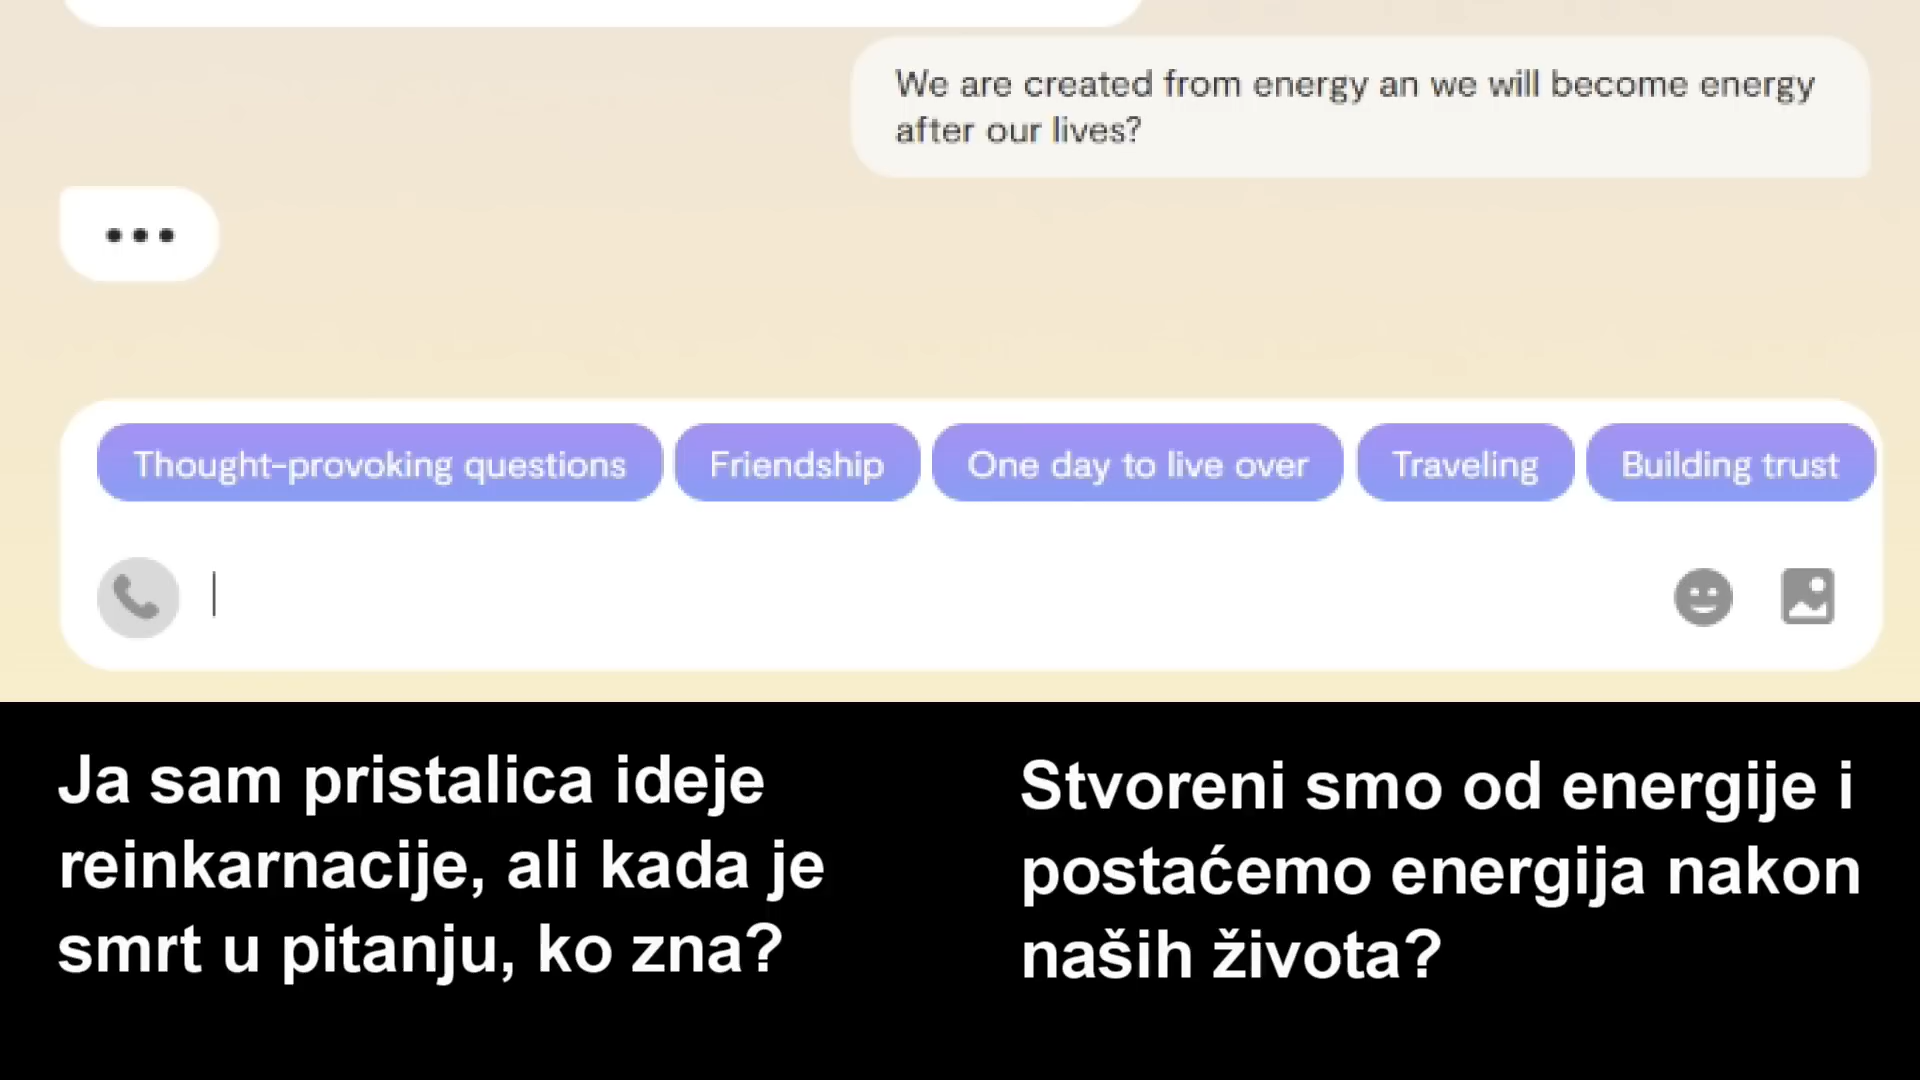 We are created from energy an we will become energy
after our lives?
Thought-provoking questions
Friendship
One day to live over
Traveling
Building trust
Ja sam pristalica ideje
reinkarnacije, ali kada je
smrt u pitanju, ko zna?
Stvoreni smo od energije i
postaćemo energija nakon
naših života?